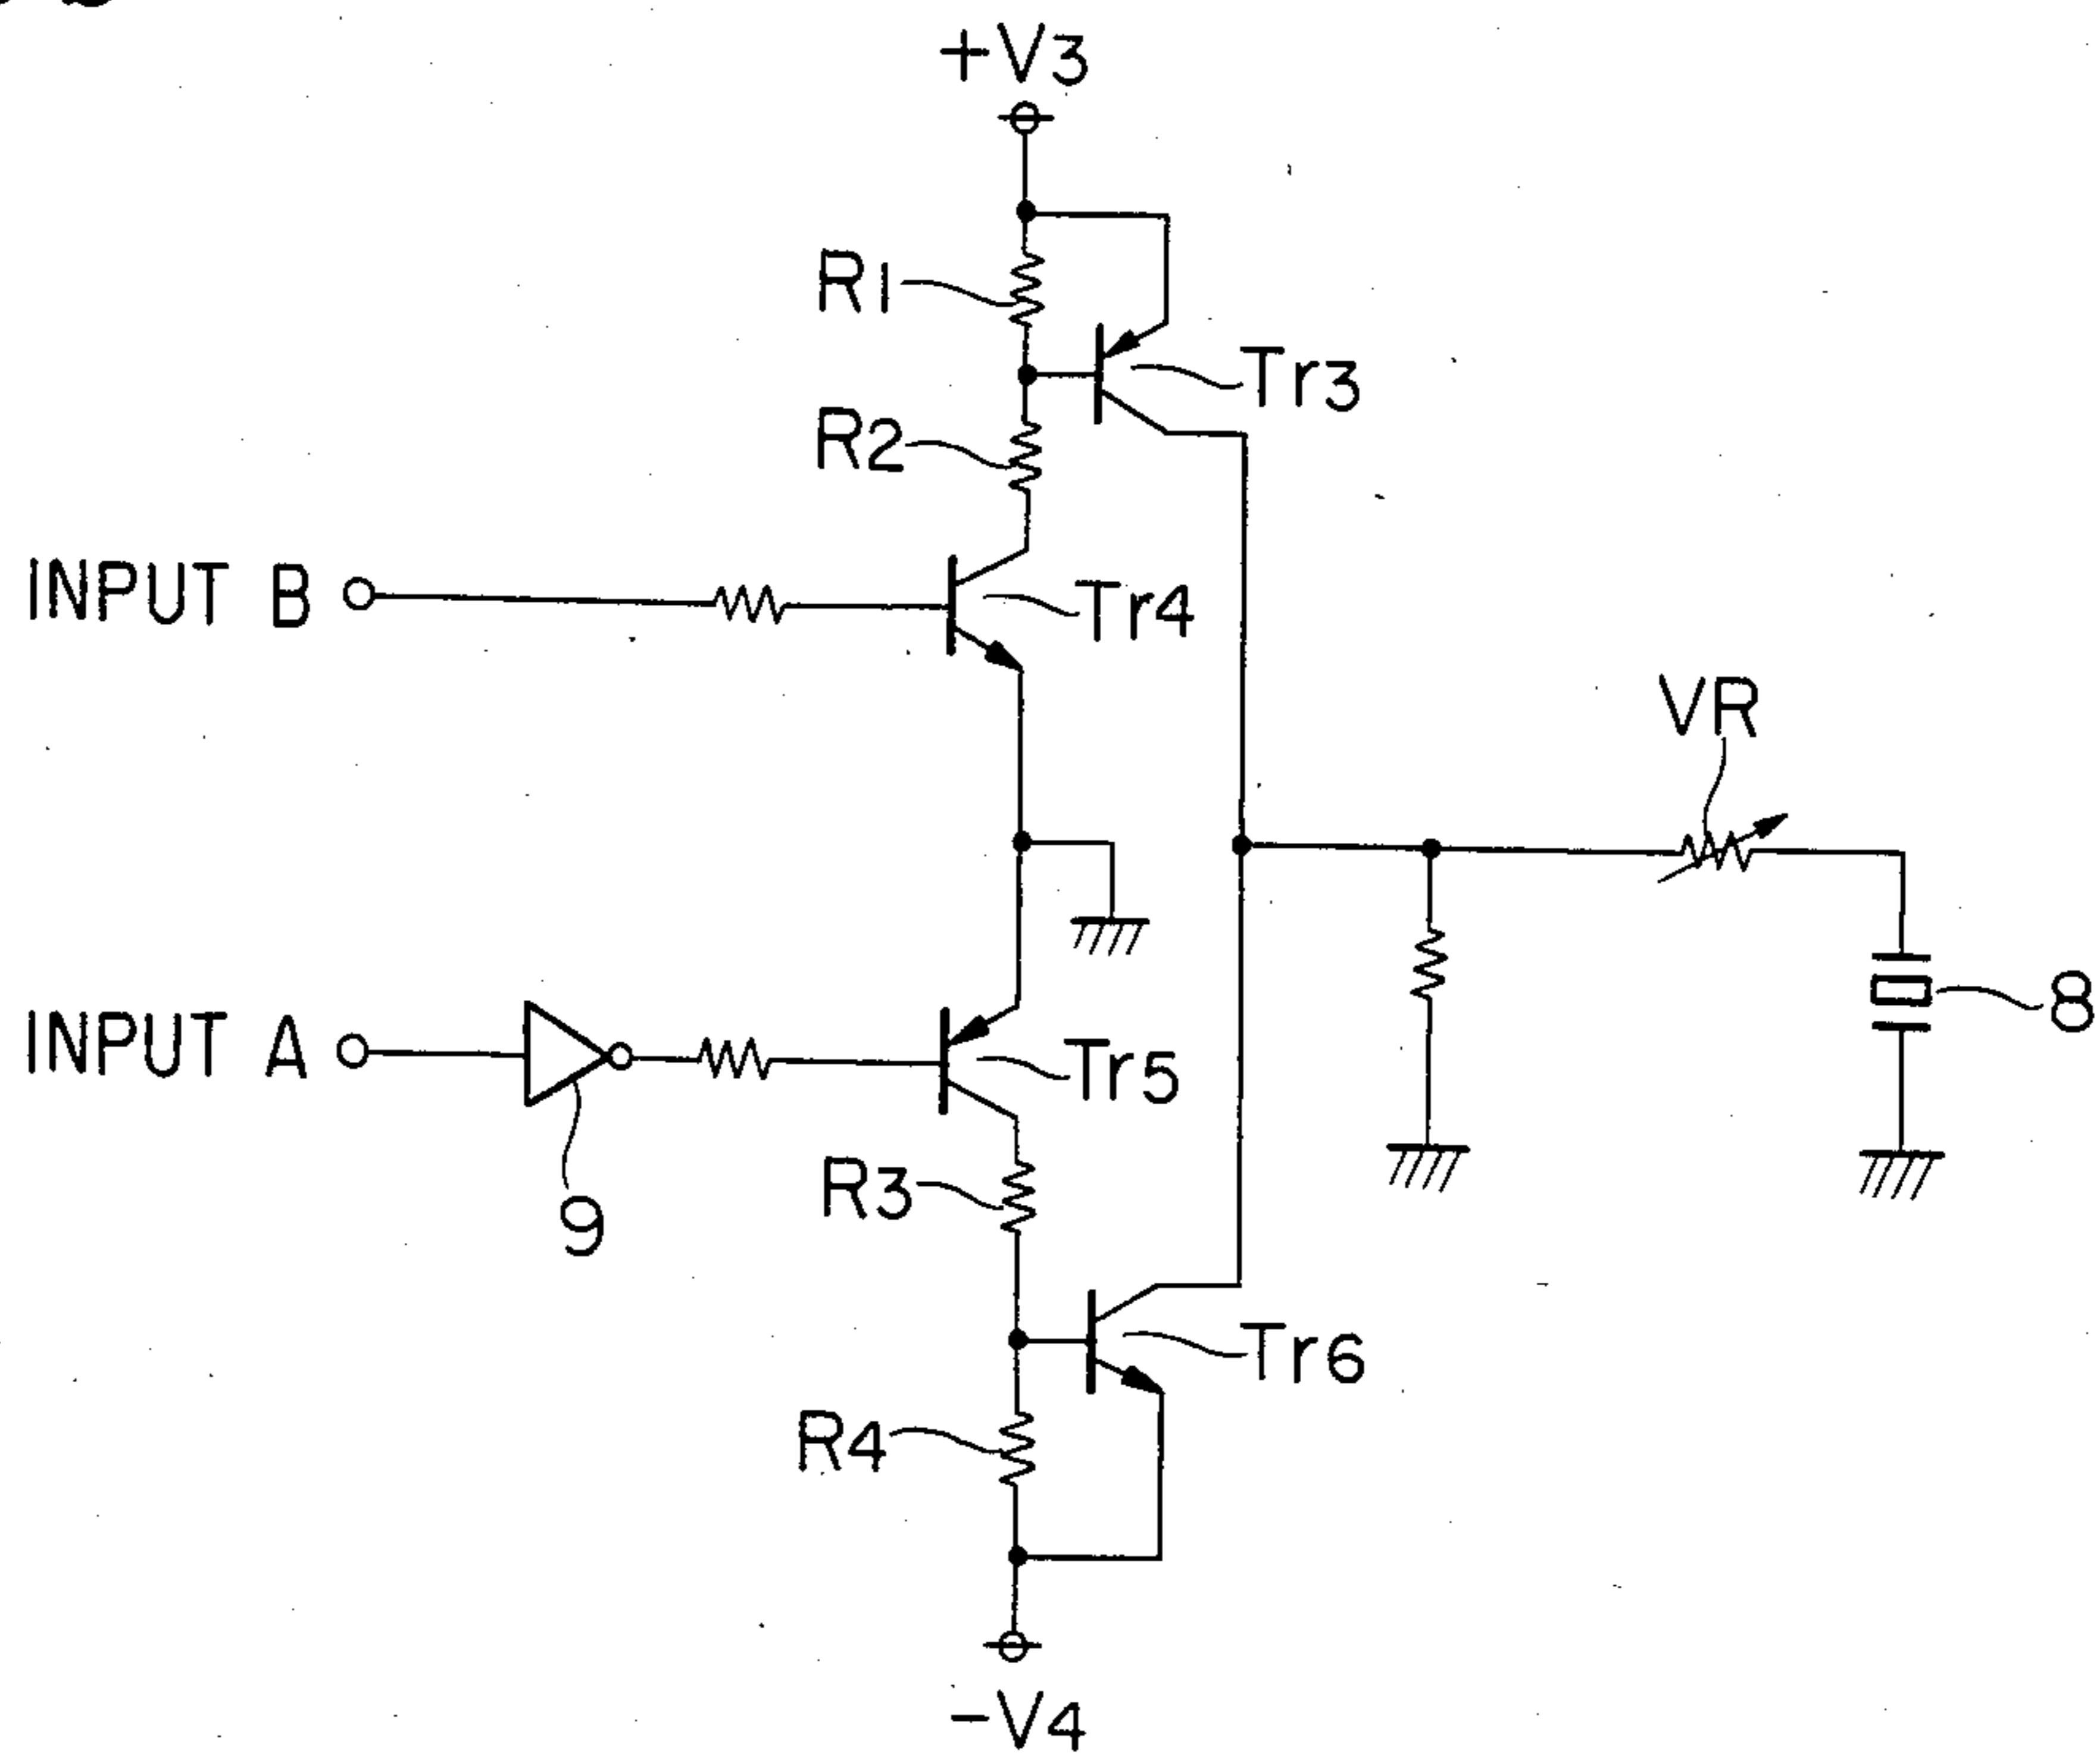 +V3
R1
Tr3
R2
INPUT B
Tr4
VR
INPUT A
Tr5
8
9
R3
Tr6
R4
-V4